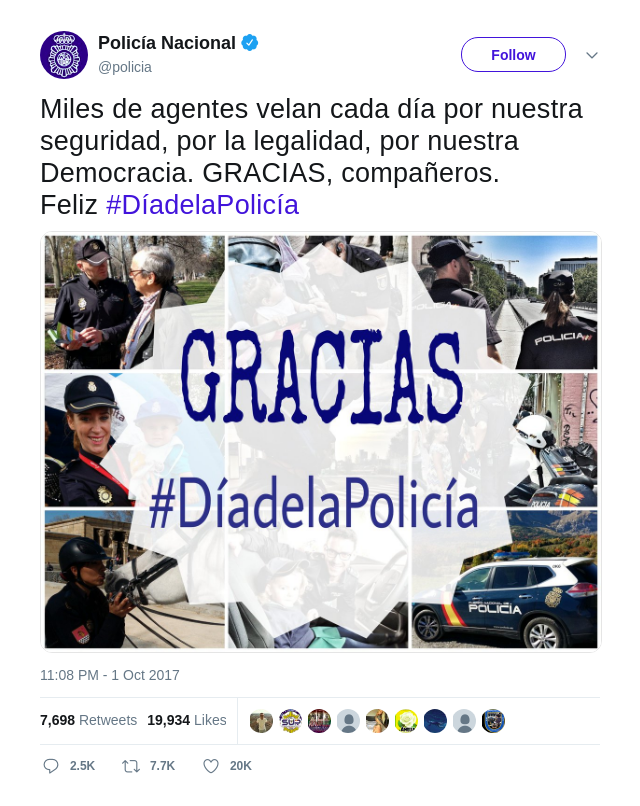 Policía Nacional
@policia
Follow
Miles de agentes velan cada día por nuestra
seguridad, por la legalidad, por nuestra
Democracia. GRACIAS, compañeros.
Feliz #DíadelaPolicía
POLICIA
GRACIAS
#DíadelaPolicía
POLICIA
11:08 PM - 1 Oct 2017
7,698 Retweets 19,934 Likes
SUR
2.5K 7.7K 20K